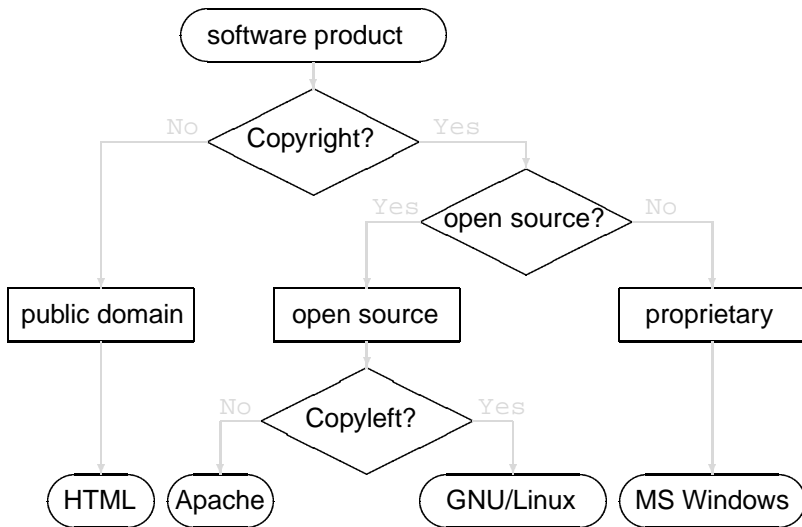 software product
No
Copyright?
Yes
Yes
open source?
No
public domain
open source
proprietary
No
Copyleft?
Yes
HTML
Apache
GNU/Linux
MS Windows